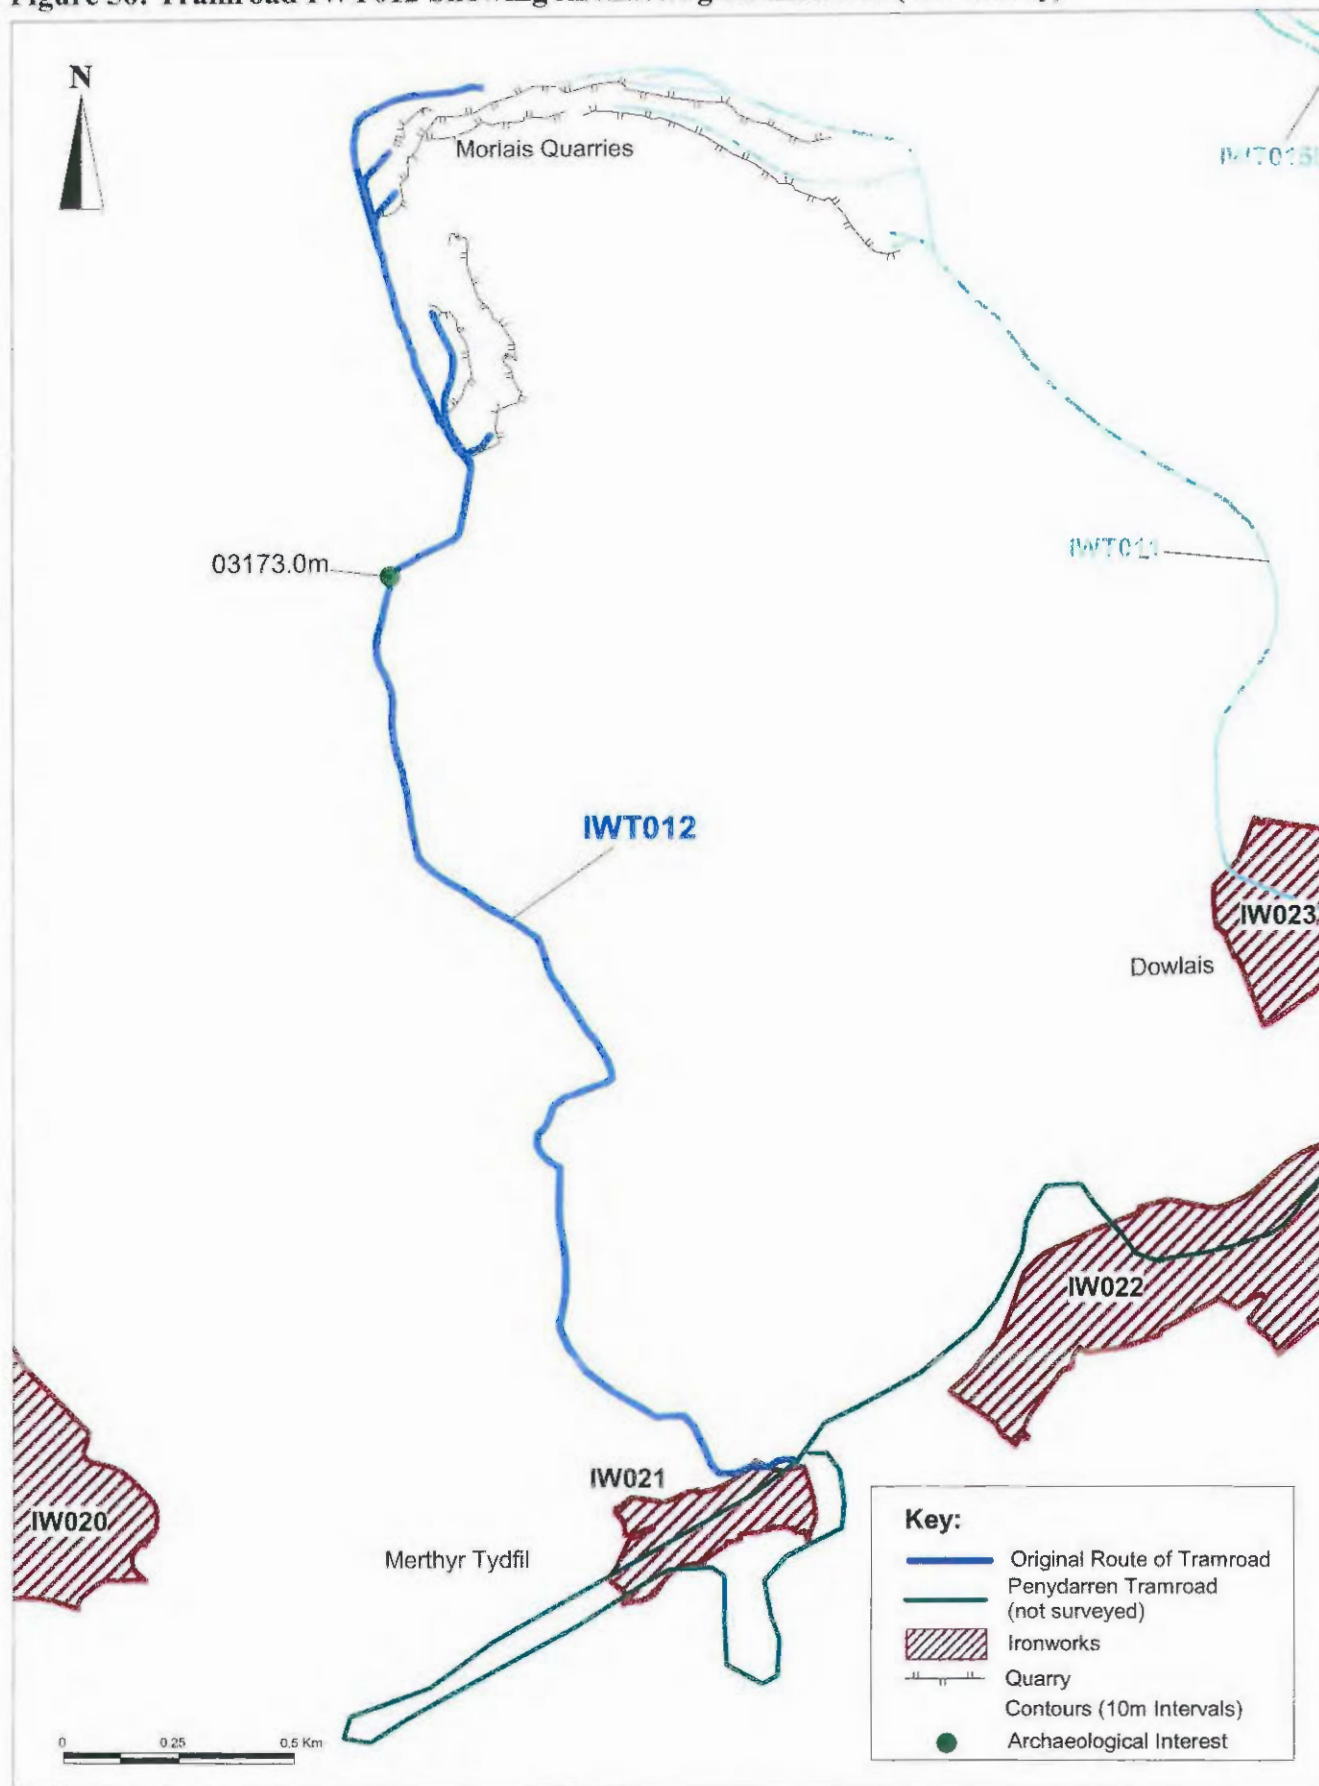 N
Morlais Quarries
03173.0m
IWT011
IWT012
IW023
Dowlais
IW022
IW021
IW020
Merthyr Tydfil
Key:
Original Route of Tramroad
Penydarren Tramroad
(not surveyed)
Ironworks
Quarry
Contours (10m Intervals)
Archaeological Interest
0 0.25 0.5 Km